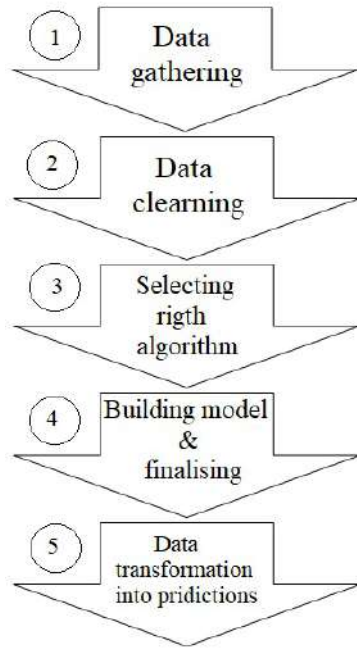 1
Data
gathering
2
Data
clearning
3
Selecting
rigth
algorithm
4
Building model
&
finalising
5
Data
transformation
into pridictions